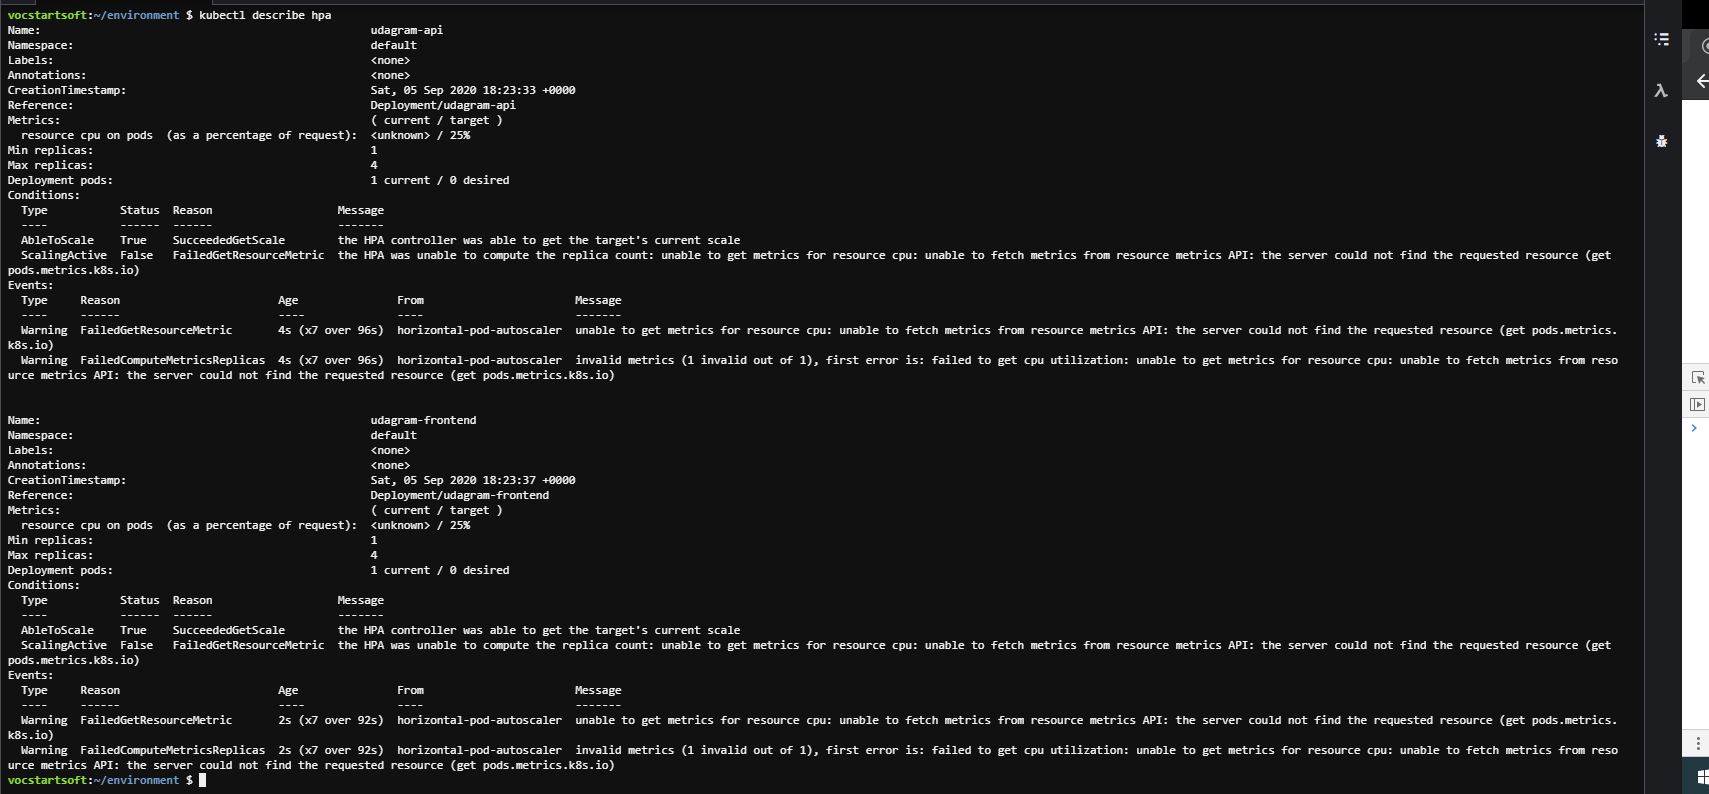 vocstartsoft:~/environment $ kubectl describe hpa
Name:                                                  udagram-api
Namespace:                                             default
Labels:                                                <none>
Annotations:                                           <none>
CreationTimestamp:                                     Sat, 05 Sep 2020 18:23:33 +0000
Reference:                                             Deployment/udagram-api
Metrics:                                               ( current / target )
  resource cpu on pods  (as a percentage of request):  <unknown> / 25%
Min replicas:                                          1
Max replicas:                                          4
Deployment pods:                                       1 current / 0 desired
Conditions:
  Type           Status  Reason                   Message
  ----           ------  ------                   -------
  AbleToScale    True    SucceededGetScale        the HPA controller was able to get the target's current scale
  ScalingActive  False   FailedGetResourceMetric  the HPA was unable to compute the replica count: unable to get metrics for resource cpu: unable to fetch metrics from resource metrics API: the server could not find the requested resource (get
pods.metrics.k8s.io)
Events:
  Type     Reason                        Age                From                       Message
  ----     ------                        ----               ----                       -------
  Warning  FailedGetResourceMetric       4s (x7 over 96s)  horizontal-pod-autoscaler  unable to get metrics for resource cpu: unable to fetch metrics from resource metrics API: the server could not find the requested resource (get pods.metrics.
k8s.io)
  Warning  FailedComputeMetricsReplicas  4s (x7 over 96s)  horizontal-pod-autoscaler  invalid metrics (1 invalid out of 1), first error is: failed to get cpu utilization: unable to get metrics for resource cpu: unable to fetch metrics from reso
urce metrics API: the server could not find the requested resource (get pods.metrics.k8s.io)
Name:                                                  udagram-frontend
Namespace:                                             default
Labels:                                                <none>
Annotations:                                           <none>
CreationTimestamp:                                     Sat, 05 Sep 2020 18:23:37 +0000
Reference:                                             Deployment/udagram-frontend
Metrics:                                               ( current / target )
  resource cpu on pods  (as a percentage of request):  <unknown> / 25%
Min replicas:                                          1
Max replicas:                                          4
Deployment pods:                                       1 current / 0 desired
Conditions:
  Type           Status  Reason                   Message
  ----           ------  ------                   -------
  AbleToScale    True    SucceededGetScale        the HPA controller was able to get the target's current scale
  ScalingActive  False   FailedGetResourceMetric  the HPA was unable to compute the replica count: unable to get metrics for resource cpu: unable to fetch metrics from resource metrics API: the server could not find the requested resource (get
pods.metrics.k8s.io)
Events:
  Type     Reason                        Age                From                       Message
  ----     ------                        ----               ----                       -------
  Warning  FailedGetResourceMetric       2s (x7 over 92s)  horizontal-pod-autoscaler  unable to get metrics for resource cpu: unable to fetch metrics from resource metrics API: the server could not find the requested resource (get pods.metrics.
k8s.io)
  Warning  FailedComputeMetricsReplicas  2s (x7 over 92s)  horizontal-pod-autoscaler  invalid metrics (1 invalid out of 1), first error is: failed to get cpu utilization: unable to get metrics for resource cpu: unable to fetch metrics from reso
urce metrics API: the server could not find the requested resource (get pods.metrics.k8s.io)
vocstartsoft:~/environment $